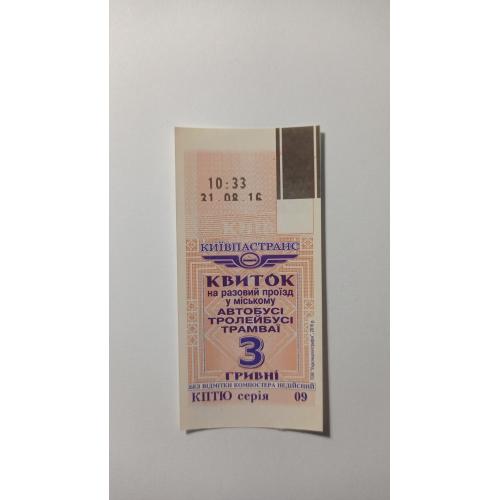 10:33
31.08.16
КИЇВПАСТРАНС
КВИТОК
на разовий проїзд
у міському
АВТОБУСІ
ТРОЛЕЙБУСІ
ТРАМВАЇ
3
ГРИВНІ
БЕЗ ВІДМІТКИ КОМПОСТЕРА НЕДІЙСНИЙ
КПТЮ серія 09